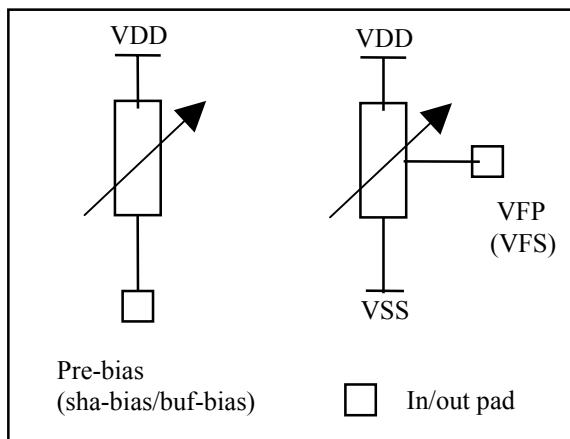 VDD
VDD
VFP
(VFS)
VSS
Pre-bias
(sha-bias/buf-bias)
In/out pad